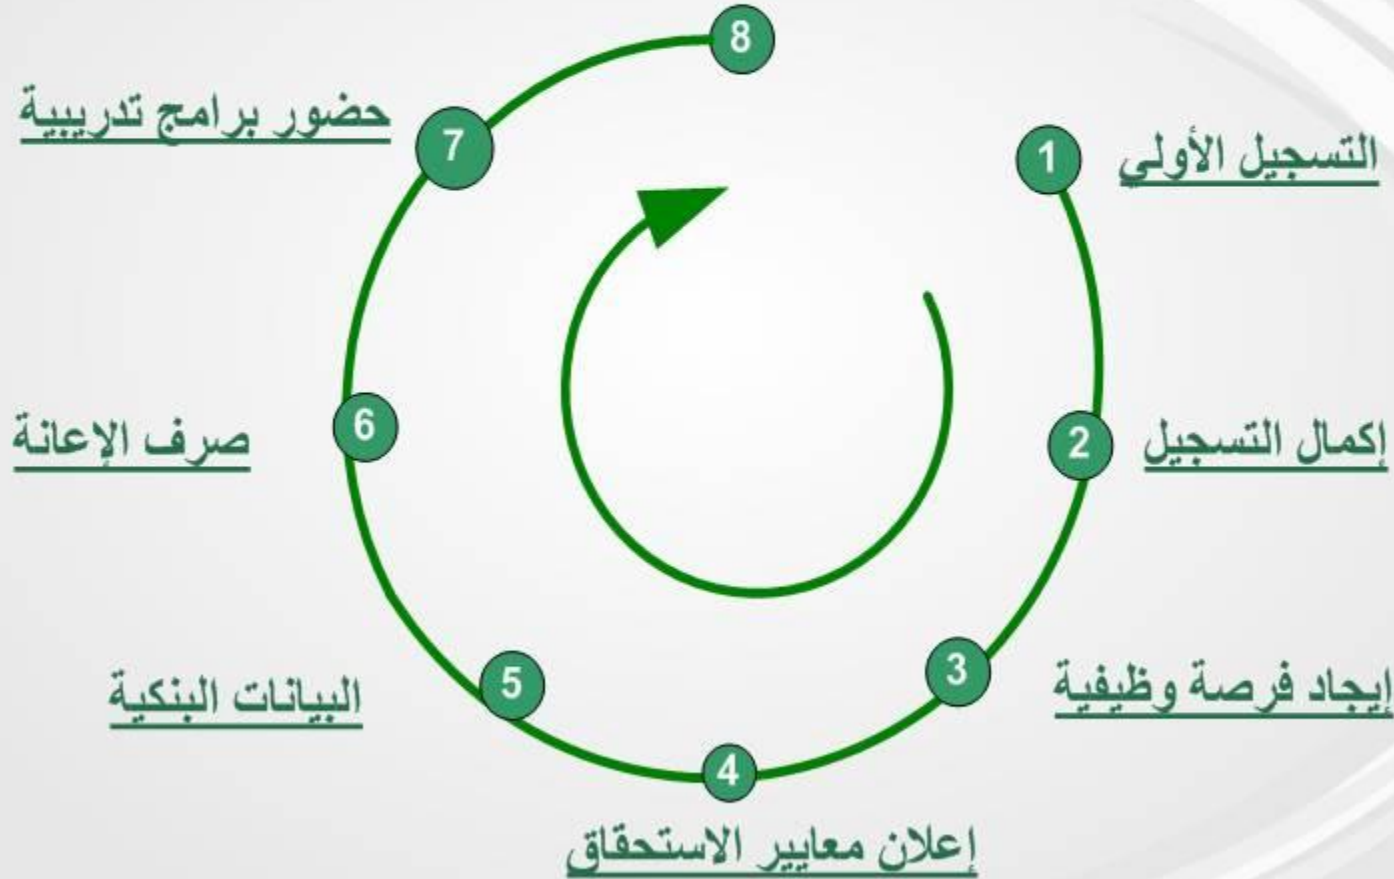 8
1
التسجيل الأولي
2
إكمال التسجيل
3
إيجاد فرصة وظيفية
4
إعلان معايير الاستحقاق
5
البيانات البنكية
6
صرف الإعانة
7
حضور برامج تدريبية